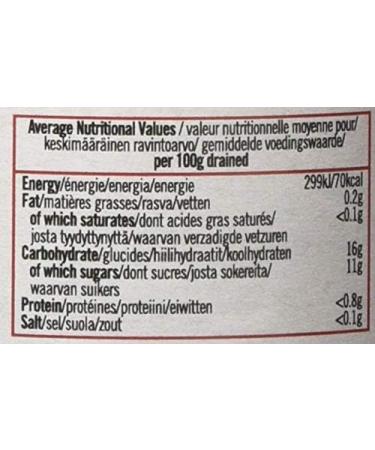 Average Nutritional Values / valeur nutritionnelle moyenne pour/
keskimääräinen ravintoarvo/ gemiddelde voedingswaarde/
per 100g drained
Energy/énergie/energia/energie 299kJ/70kcal
Fat/matières grasses/rasva/vetten 0.2g
of which saturates/dont acides gras saturés/ <0.1g
josta tyydyttynyttä/waarvan verzadigde vetzuren
Carbohydrate/glucides/hiilihydraatit/koolhydraten 16g
of which sugars/dont sucres/josta sokereita/ 11g
waarvan suikers
Protein/protéines/proteiini/eiwitten <0.8g
Salt/sel/suola/zout <0.1g